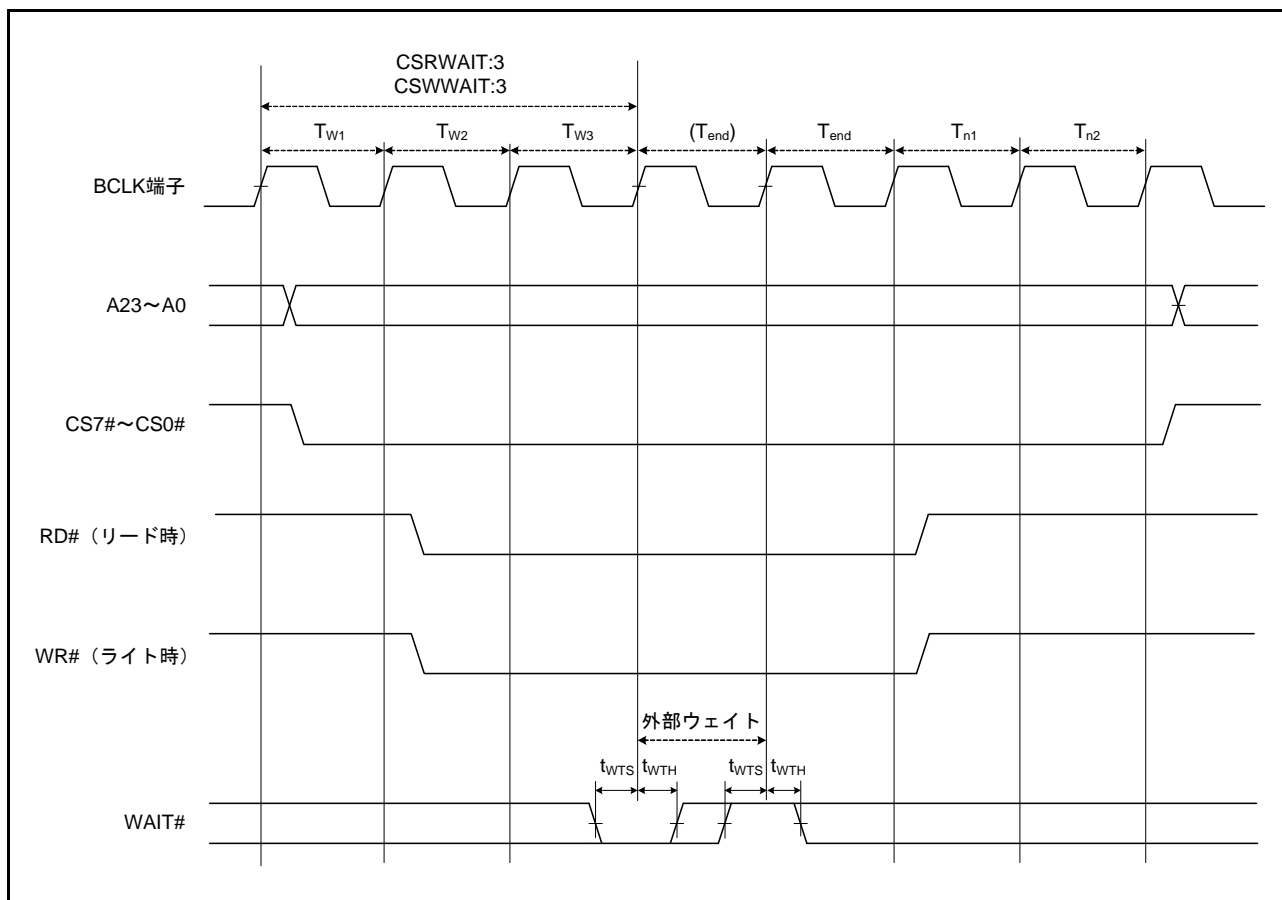 CSRWAIT:3
CSWWAIT:3
TW1 TW2 TW3 (Tend) Tend Tn1 Tn2
BCLK端子
A23～A0
CS7#～CS0#
RD#（リード時）
WR#（ライト時）
外部ウェイト
tWTS tWTH tWTS tWTH
WAIT#